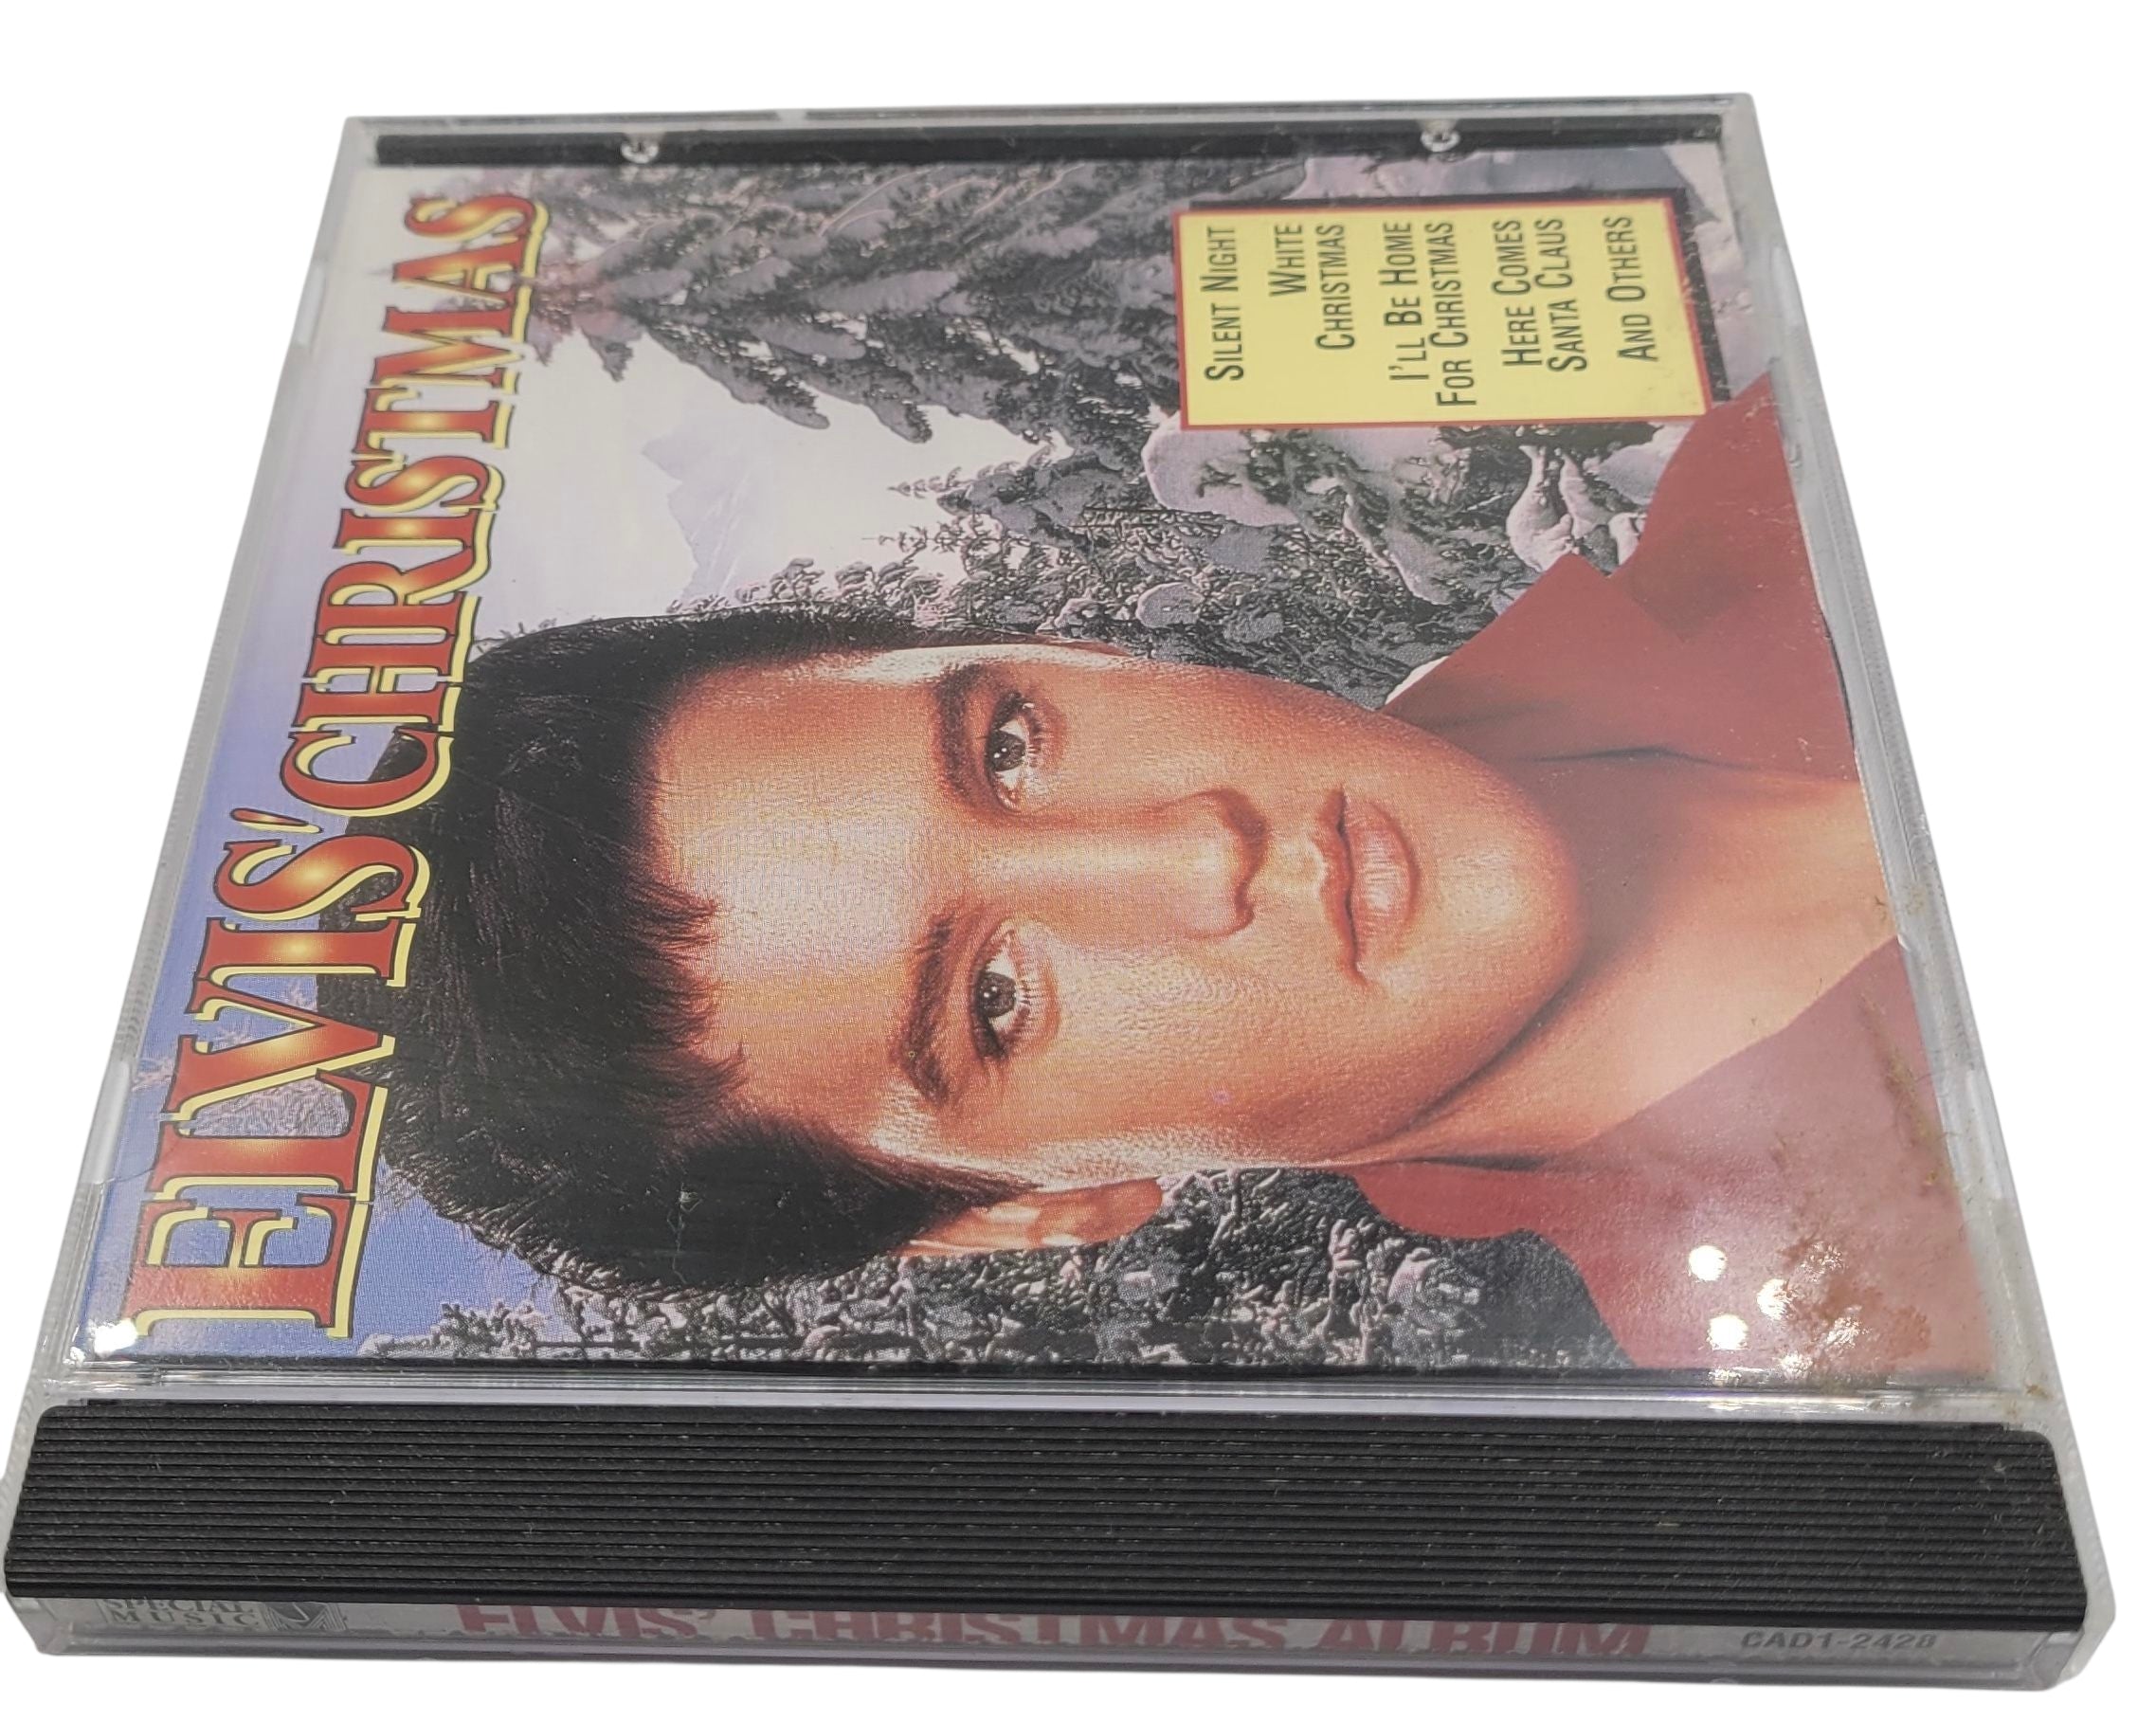 ELVIS' CHRISTMAS
SILENT NIGHT
WHITE
CHRISTMAS
I'LL BE HOME
FOR CHRISTMAS
HERE COMES
SANTA CLAUS
AND OTHERS
SPECIAL
MUSIC
ELVIS' CHRISTMAS ALBUM
CAD1-2428